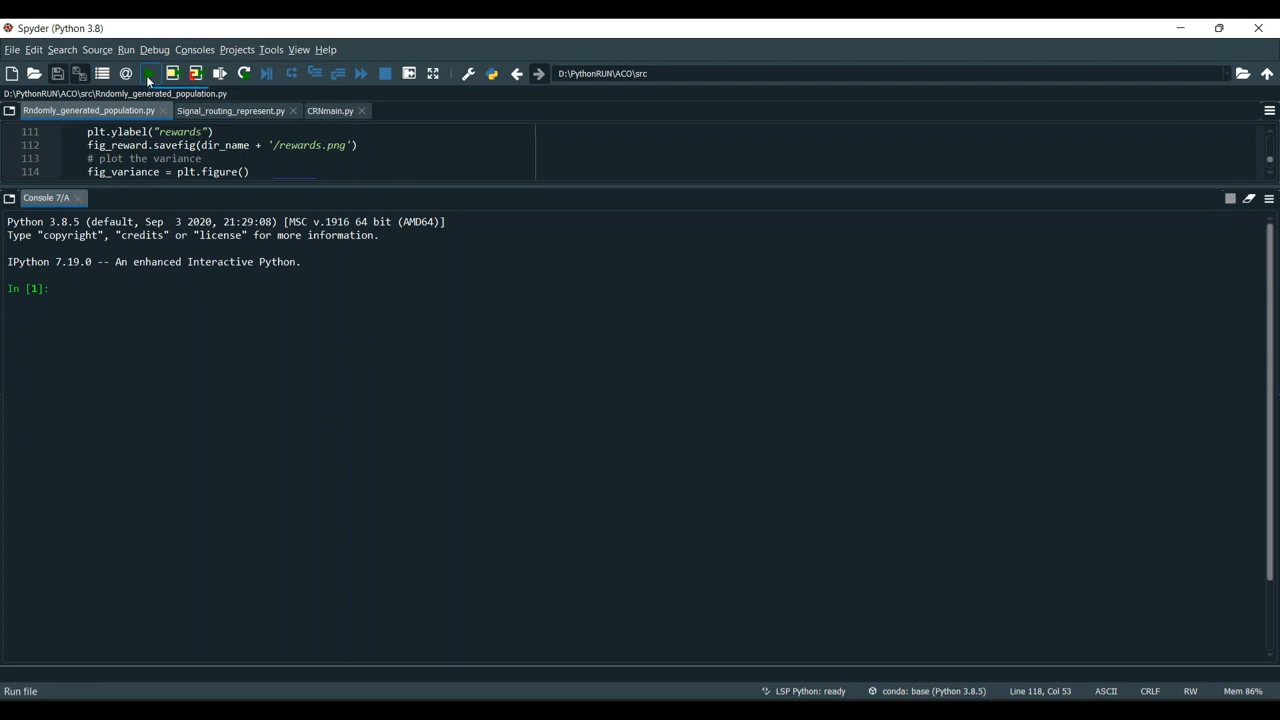 Spyder (Python 3.8)
File Edit Search Source Run Debug Consoles Projects Tools View Help
D:\PythonRUN\ACO\src
D:\PythonRUN\ACO\src\Rndomly_generated_population.py
Rndomly_generated_population.py Signal_routing_represent.py CRNmain.py
111 plt.ylabel("rewards")
112 fig_reward.savefig(dir_name + '/rewards.png')
113 # plot the variance
114 fig_variance = plt.figure()
Console 7/A
Python 3.8.5 (default, Sep 3 2020, 21:29:08) [MSC v.1916 64 bit (AMD64)]
Type "copyright", "credits" or "license" for more information.
IPython 7.19.0 -- An enhanced Interactive Python.
In [1]:
Run file LSP Python: ready conda: base (Python 3.8.5) Line 118, Col 53 ASCII CRLF RW Mem 86%